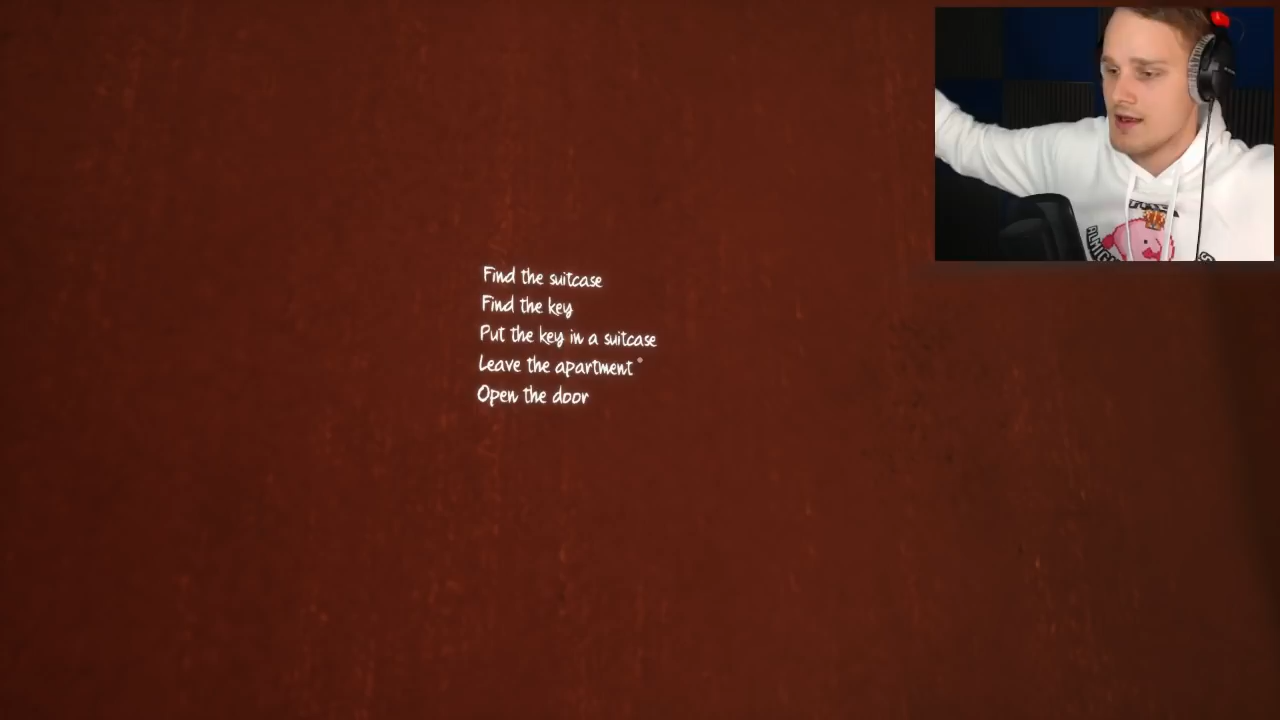 Find the suitcase
Find the key
Put the key in a suitcase
Leave the apartment
Open the door